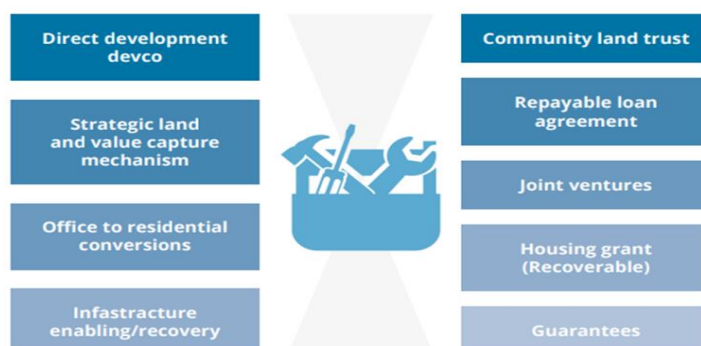 Direct development
devco
Strategic land
and value capture
mechanism
Office to residential
conversions
Infastracture
enabling/recovery
Community land trust
Repayable loan
agreement
Joint ventures
Housing grant
(Recoverable)
Guarantees